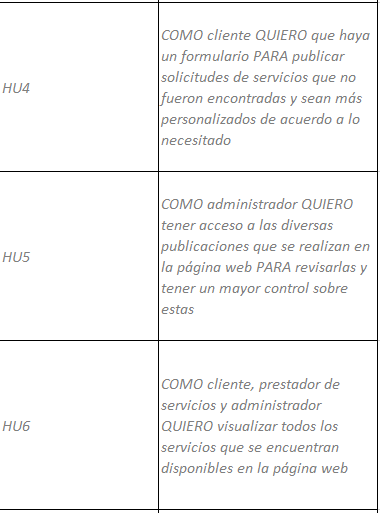 HU4
COMO cliente QUIERO que haya
un formulario PARA publicar
solicitudes de servicios que no
fueron encontradas y sean más
personalizados de acuerdo a lo
necesitado
HU5
COMO administrador QUIERO
tener acceso a las diversas
publicaciones que se realizan en
la página web PARA revisarlas y
tener un mayor control sobre
estas
HU6
COMO cliente, prestador de
servicios y administrador
QUIERO visualizar todos los
servicios que se encuentran
disponibles en la página web